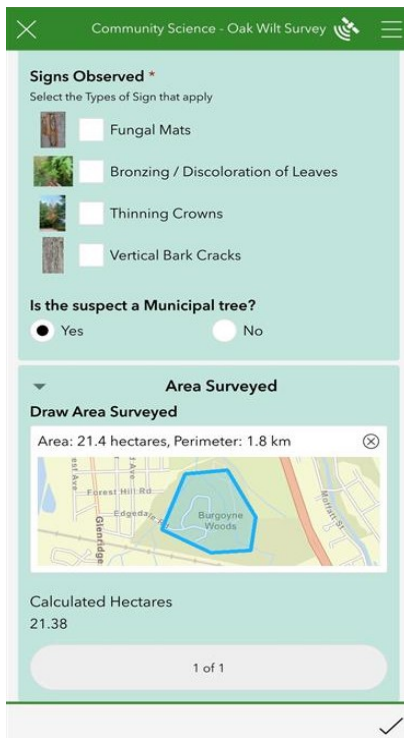 Community Science - Oak Wilt Survey
Signs Observed *
Select the Types of Sign that apply
Fungal Mats
Bronzing / Discoloration of Leaves
Thinning Crowns
Vertical Bark Cracks
Is the suspect a Municipal tree?
Yes No
Area Surveyed
Draw Area Surveyed
Area: 21.4 hectares, Perimeter: 1.8 km
Forest Hill Rd
Glenridge
Burgoyne
Woods
Moffatt St
Calculated Hectares
21.38
1 of 1